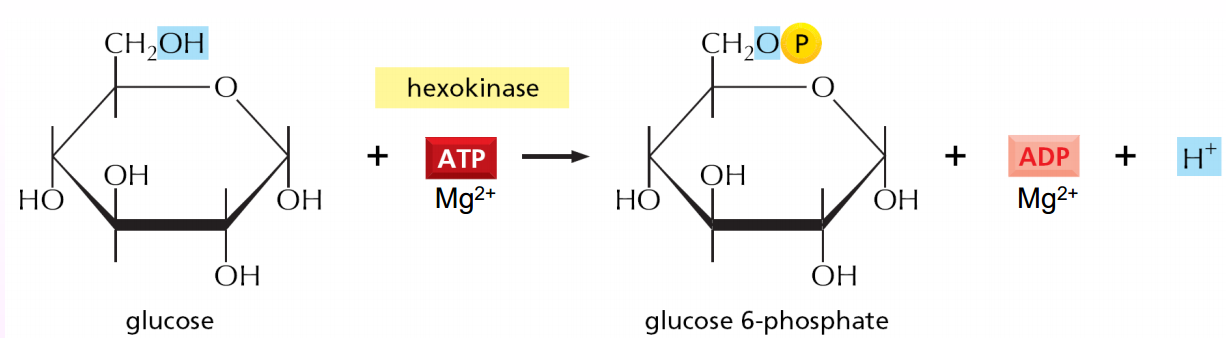 CH₂OH
O
HO
OH
OH
OH
glucose
+
hexokinase
ATP
Mg²⁺
CH₂O P
O
HO
OH
OH
OH
glucose 6-phosphate
+
ADP
Mg²⁺
+
H⁺